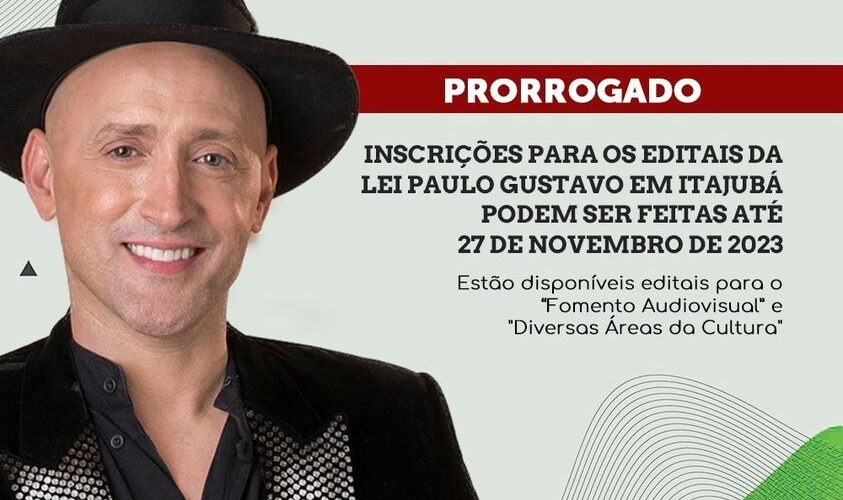 PRORROGADO
INSCRIÇÕES PARA OS EDITAIS DA
LEI PAULO GUSTAVO EM ITAJUBÁ
PODEM SER FEITAS ATÉ
27 DE NOVEMBRO DE 2023
Estão disponíveis editais para o
“Fomento Audiovisual” e
"Diversas Áreas da Cultura"